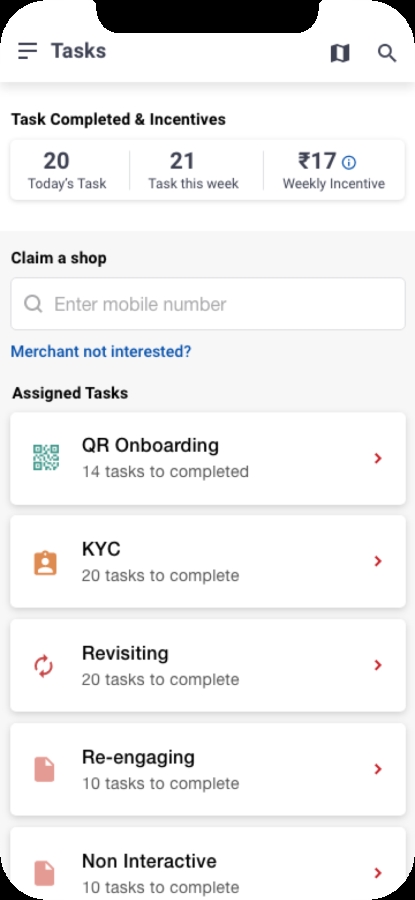 Tasks
Task Completed & Incentives
20 21 ₹17
Today's Task Task this week Weekly Incentive
Claim a shop
Enter mobile number
Merchant not interested?
Assigned Tasks
QR Onboarding
14 tasks to completed
KYC
20 tasks to complete
Revisiting
20 tasks to complete
Re-engaging
10 tasks to complete
Non Interactive
10 tasks to complete